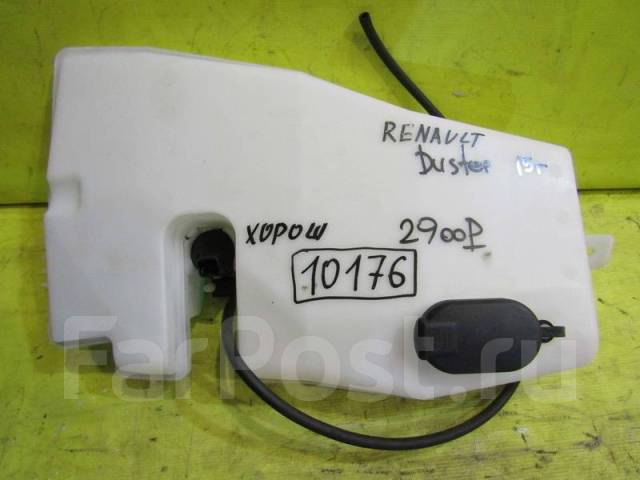 RENAULT
Duster 15г
ХОРОШ
2900₽
10176
FarPost.ru